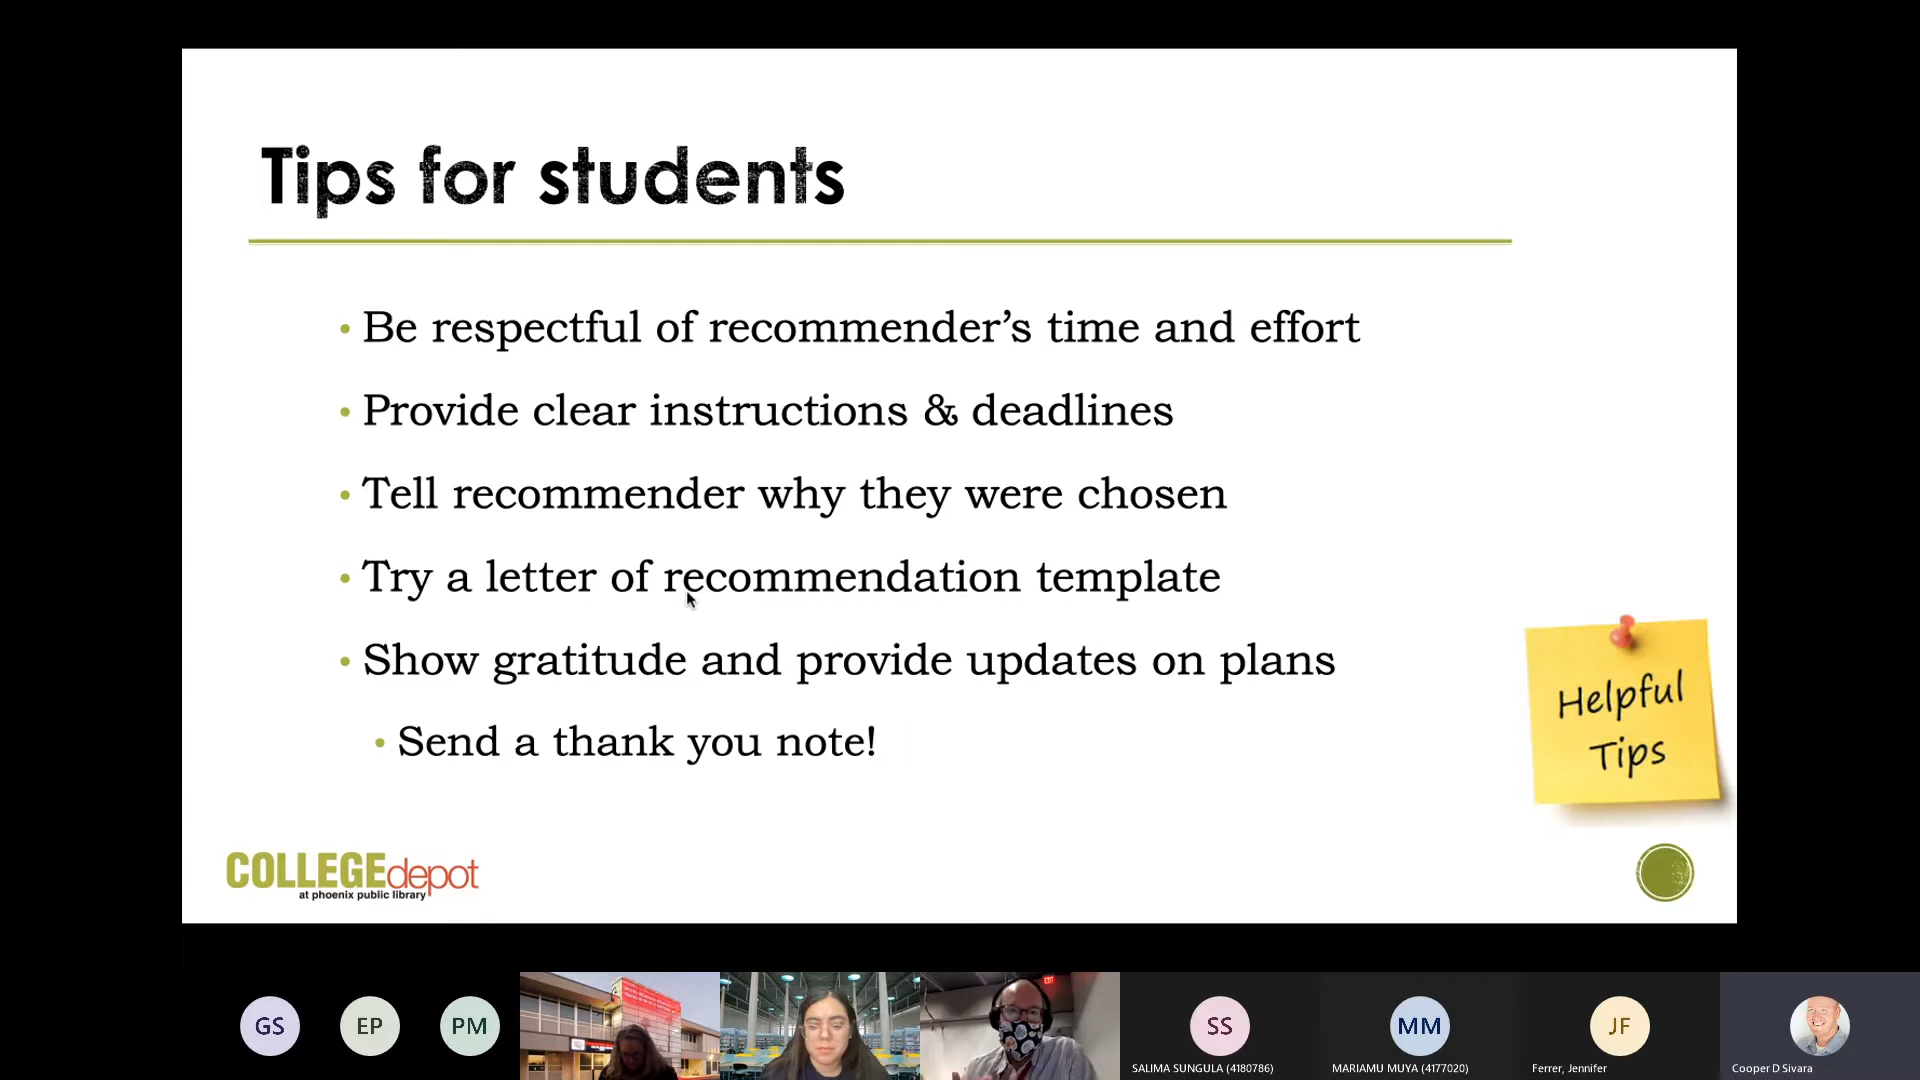 Tips for students
• Be respectful of recommender’s time and effort
• Provide clear instructions & deadlines
• Tell recommender why they were chosen
• Try a letter of recommendation template
• Show gratitude and provide updates on plans
• Send a thank you note!
Helpful
Tips
COLLEGEdepot
at phoenix public library
EXIT
GS
EP
PM
SS
MM
JF
SALIMA SUNGULA (4180786)
MARIAMU MUYA (4177020)
Ferrer, Jennifer
Cooper D Sivara